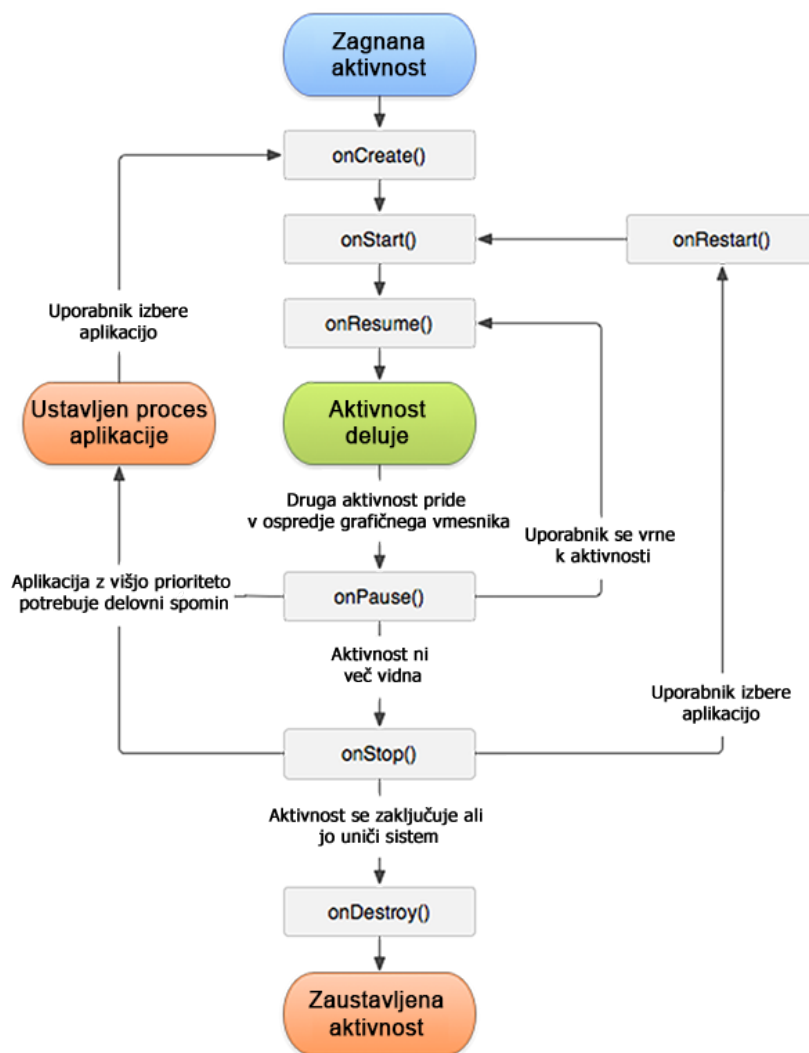 Zagnana
aktivnost
onCreate()
onStart()
onRestart()
onResume()
Uporabnik izbere
aplikacijo
Ustavljen proces
aplikacije
Aktivnost
deluje
Druga aktivnost pride
v ospredje grafičnega vmesnika
Uporabnik se vrne
k aktivnosti
Aplikacija z višjo prioriteto
potrebuje delovni spomin
onPause()
Aktivnost ni
več vidna
Uporabnik izbere
aplikacijo
onStop()
Aktivnost se zaključuje ali
jo uniči sistem
onDestroy()
Zaustavljena
aktivnost